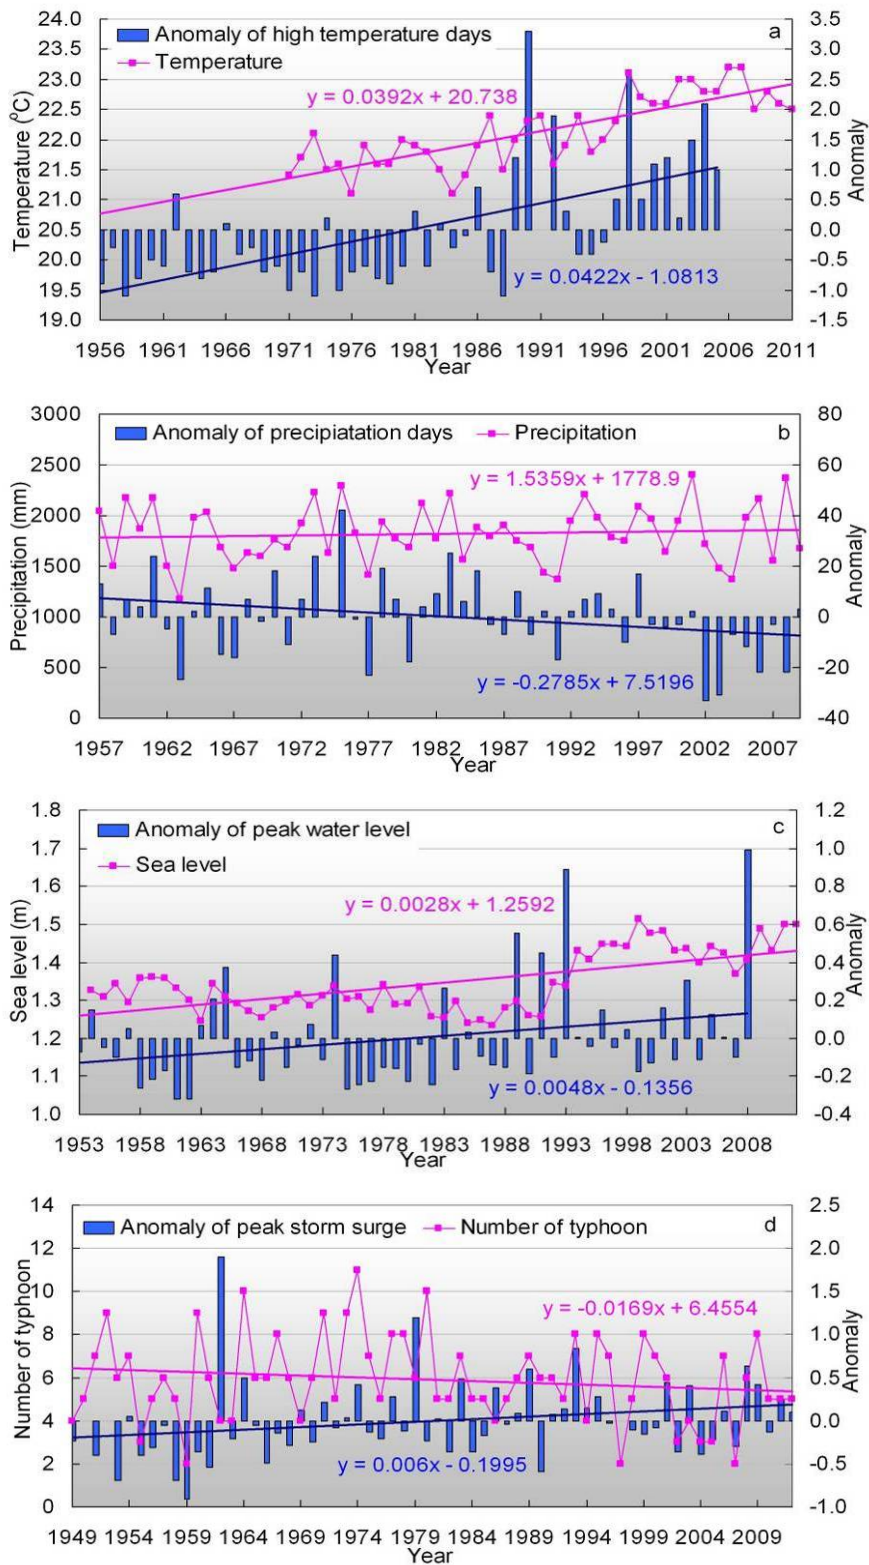 a
Anomaly of high temperature days
Temperature
y = 0.0392x + 20.738
y = 0.0422x - 1.0813
Temperature (⁰C)
24.0
23.5
23.0
22.5
22.0
21.5
21.0
20.5
20.0
19.5
19.0
3.5
3.0
2.5
2.0
1.5
1.0
0.5
0.0
-0.5
-1.0
-1.5
Anomaly
1956 1961 1966 1971 1976 1981 1986 1991 1996 2001 2006 2011
Year
Anomaly of precipiatation days Precipitation b
y = 1.5359x + 1778.9
y = -0.2785x + 7.5196
Precipitation (mm)
3000
2500
2000
1500
1000
500
0
80
60
40
20
0
-20
-40
Anomaly
1957 1962 1967 1972 1977 1982 1987 1992 1997 2002 2007
Year
Anomaly of peak water level c
Sea level
y = 0.0028x + 1.2592
y = 0.0048x - 0.1356
Sea level (m)
1.8
1.7
1.6
1.5
1.4
1.3
1.2
1.1
1.0
1.2
1.0
0.8
0.6
0.4
0.2
0.0
-0.2
-0.4
Anomaly
1953 1958 1963 1968 1973 1978 1983 1988 1993 1998 2003 2008
Year
Anomaly of peak storm surge Number of typhoon d
y = -0.0169x + 6.4554
y = 0.006x - 0.1995
Number of typhoon
14
12
10
8
6
4
2
0
2.5
2.0
1.5
1.0
0.5
0.0
-0.5
-1.0
Anomaly
1949 1954 1959 1964 1969 1974 1979 1984 1989 1994 1999 2004 2009
Year